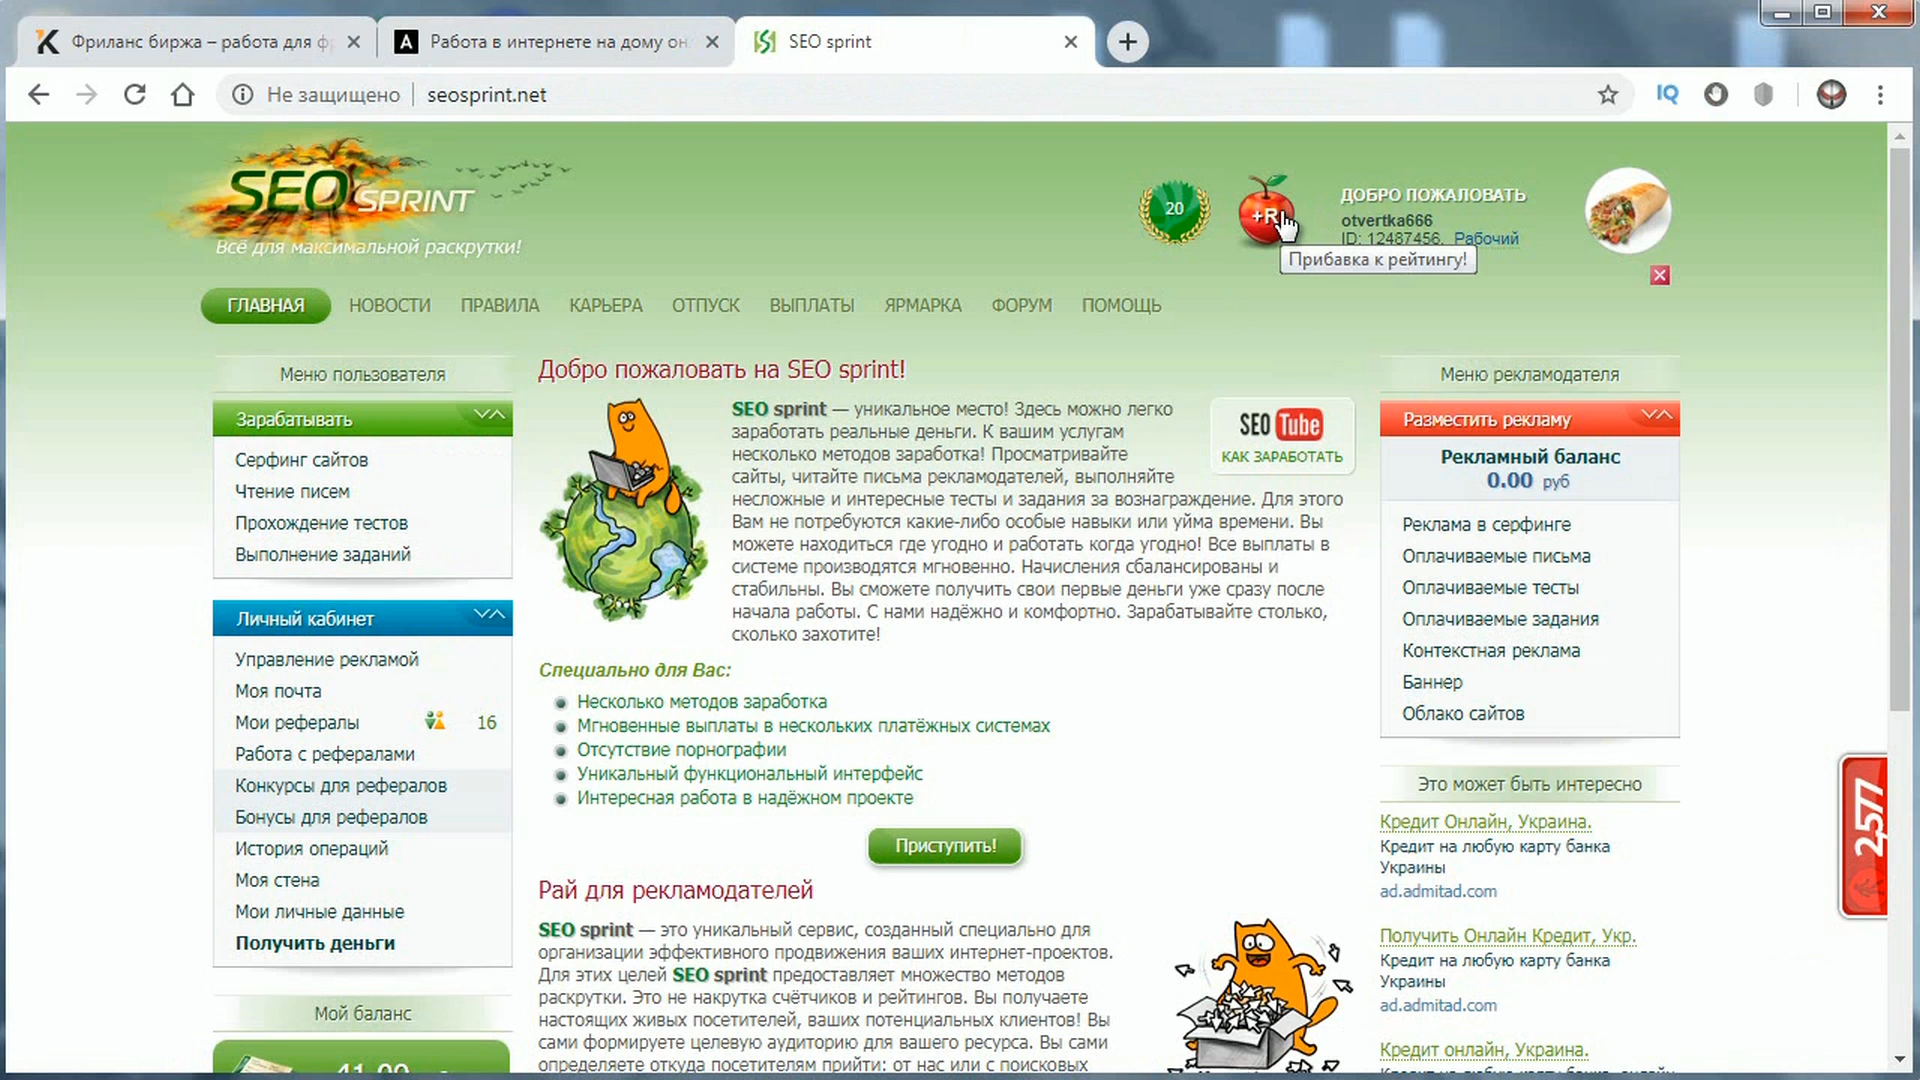 Фриланс биржа – работа для ф
Работа в интернете на дому он
SEO sprint
Не защищено
seosprint.net
IQ
SEO SPRINT
Всё для максимальной раскрутки!
20
+R
ДОБРО ПОЖАЛОВАТЬ
otvertka666
ID: 12487456, Рабочий
Прибавка к рейтингу!
ГЛАВНАЯ НОВОСТИ ПРАВИЛА КАРЬЕРА ОТПУСК ВЫПЛАТЫ ЯРМАРКА ФОРУМ ПОМОЩЬ
Меню пользователя
Зарабатывать
Серфинг сайтов
Чтение писем
Прохождение тестов
Выполнение заданий
Личный кабинет
Управление рекламой
Моя почта
Мои рефералы 16
Работа с рефералами
Конкурсы для рефералов
Бонусы для рефералов
История операций
Моя стена
Мои личные данные
Получить деньги
Мой баланс
Добро пожаловать на SEO sprint!
SEO sprint — уникальное место! Здесь можно легко
заработать реальные деньги. К вашим услугам
несколько методов заработка! Просматривайте
сайты, читайте письма рекламодателей, выполняйте
несложные и интересные тесты и задания за вознаграждение. Для этого
Вам не потребуются какие-либо особые навыки или уйма времени. Вы
можете находиться где угодно и работать когда угодно! Все выплаты в
системе производятся мгновенно. Начисления сбалансированы и
стабильны. Вы сможете получить свои первые деньги уже сразу после
начала работы. С нами надёжно и комфортно. Зарабатывайте столько,
сколько захотите!
SEO Tube
КАК ЗАРАБОТАТЬ
Специально для Вас:
Несколько методов заработка
Мгновенные выплаты в нескольких платёжных системах
Отсутствие порнографии
Уникальный функциональный интерфейс
Интересная работа в надёжном проекте
Приступить!
Рай для рекламодателей
SEO sprint — это уникальный сервис, созданный специально для
организации эффективного продвижения ваших интернет-проектов.
Для этих целей SEO sprint предоставляет множество методов
раскрутки. Это не накрутка счётчиков и рейтингов. Вы получаете
настоящих живых посетителей, ваших потенциальных клиентов! Вы
сами формируете целевую аудиторию для вашего ресурса. Вы сами
определяете откуда посетителям прийти: от нас или с поисковых
Меню рекламодателя
Разместить рекламу
Рекламный баланс
0.00 руб
Реклама в серфинге
Оплачиваемые письма
Оплачиваемые тесты
Оплачиваемые задания
Контекстная реклама
Баннер
Облако сайтов
Это может быть интересно
Кредит Онлайн, Украина.
Кредит на любую карту банка
Украины
ad.admitad.com
Получить Онлайн Кредит, Укр.
Кредит на любую карту банка
Украины
ad.admitad.com
Кредит онлайн, Украина.
2,577